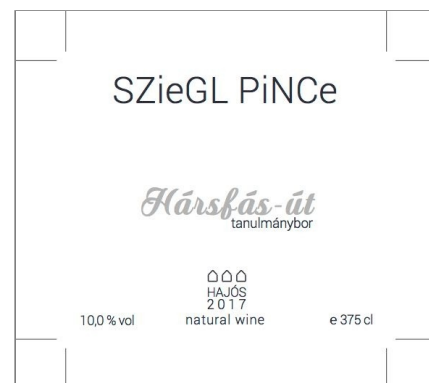 SZieGL PiNCe
Hársfás-út
tanulmánybor
HAJÓS
2017
natural wine
10,0 % vol
e 375 cl